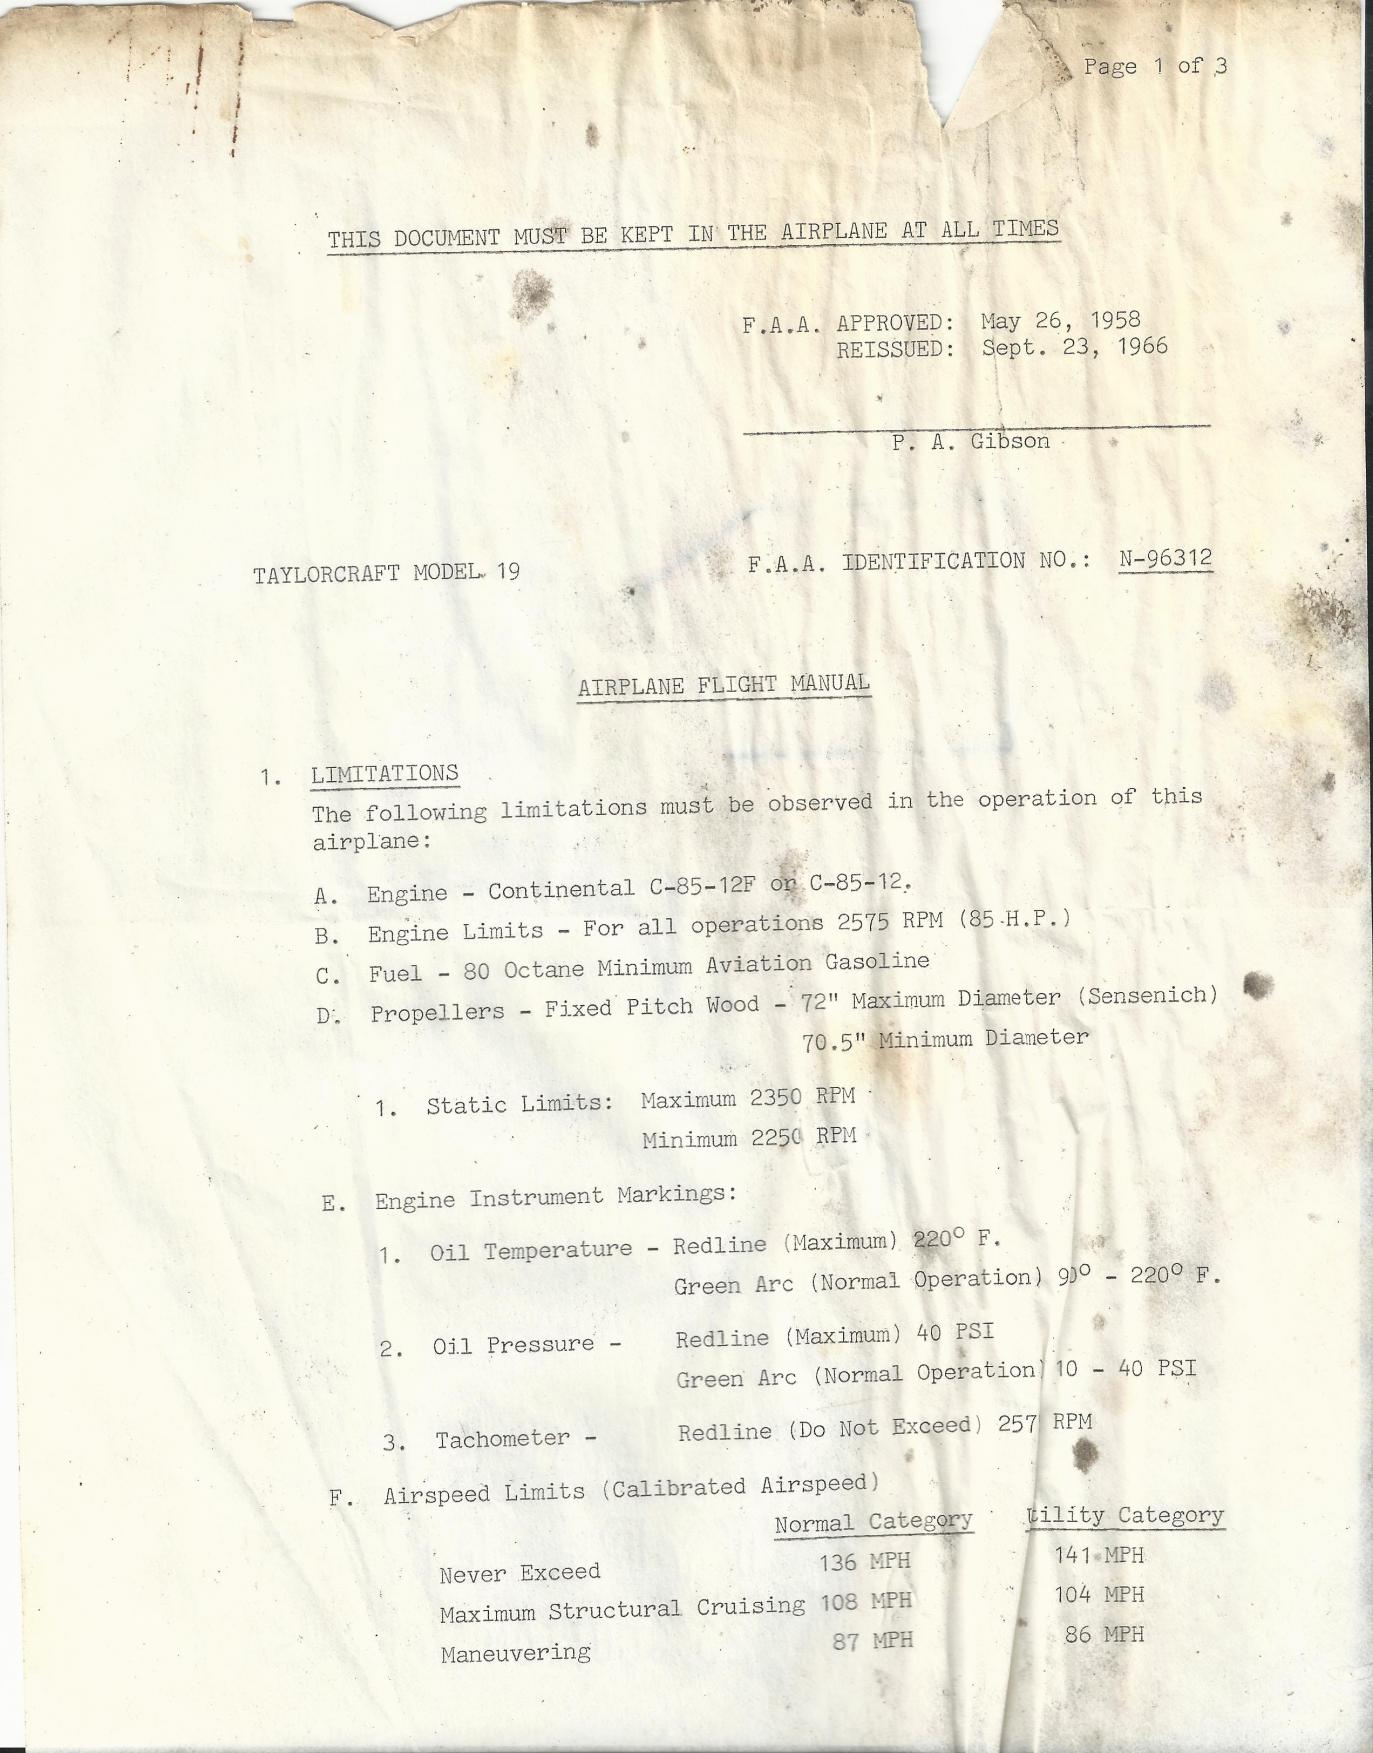 Page 1 of 3
THIS DOCUMENT MUST BE KEPT IN THE AIRPLANE AT ALL TIMES
F.A.A. APPROVED: May 26, 1958
REISSUED: Sept. 23, 1966
P. A. Gibson
TAYLORCRAFT MODEL 19 F.A.A. IDENTIFICATION NO.: N-96312
AIRPLANE FLIGHT MANUAL
1. LIMITATIONS
The following limitations must be observed in the operation of this
airplane:
A. Engine - Continental C-85-12F or C-85-12.
B. Engine Limits - For all operations 2575 RPM (85 H.P.)
C. Fuel - 80 Octane Minimum Aviation Gasoline
D. Propellers - Fixed Pitch Wood - 72" Maximum Diameter (Sensenich)
70.5" Minimum Diameter
1. Static Limits: Maximum 2350 RPM
Minimum 2250 RPM
E. Engine Instrument Markings:
1. Oil Temperature - Redline (Maximum) 220° F.
Green Arc (Normal Operation) 90° - 220° F.
2. Oil Pressure - Redline (Maximum) 40 PSI
Green Arc (Normal Operation) 10 - 40 PSI
3. Tachometer - Redline (Do Not Exceed) 257 RPM
F. Airspeed Limits (Calibrated Airspeed)
Normal Category tility Category
Never Exceed 136 MPH 141 MPH
Maximum Structural Cruising 108 MPH 104 MPH
Maneuvering 87 MPH 86 MPH